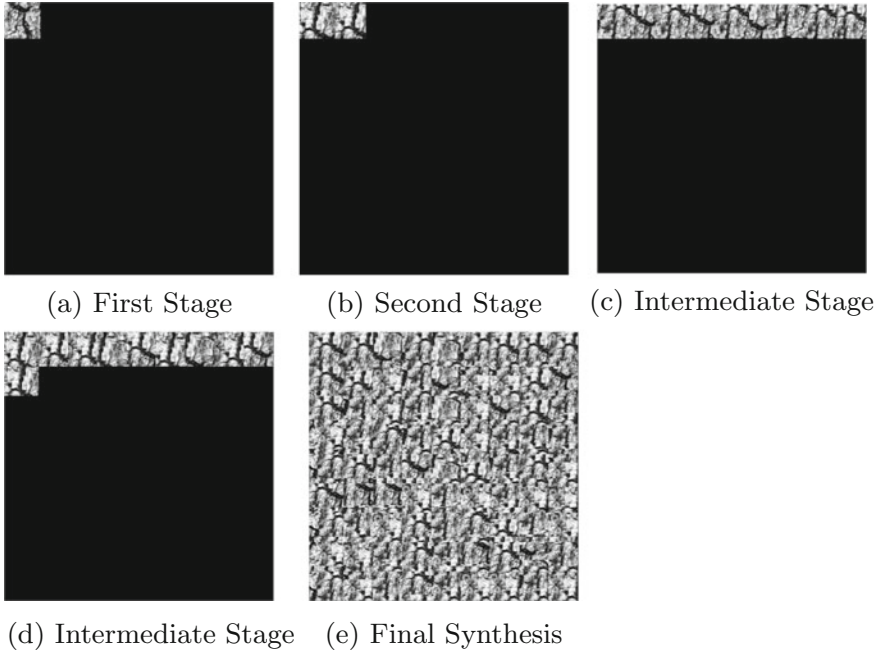 (a) First Stage
(b) Second Stage
(c) Intermediate Stage
(d) Intermediate Stage
(e) Final Synthesis